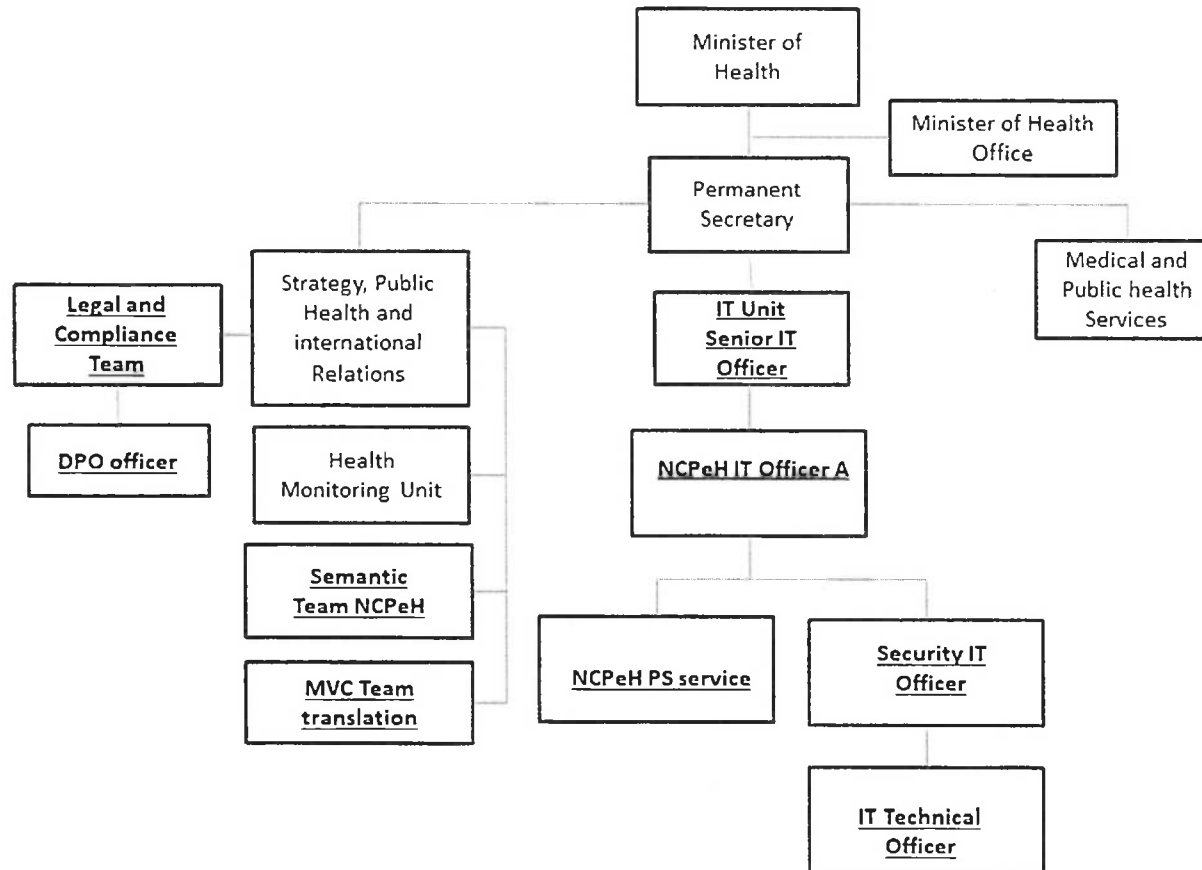 Minister of
Health
Minister of Health
Office
Permanent
Secretary
Strategy, Public
Health and
international
Relations
Legal and
Compliance
Team
IT Unit
Senior IT
Officer
Medical and
Public health
Services
DPO officer
Health
Monitoring Unit
NCPeH IT Officer A
Semantic
Team NCPeH
MVC Team
translation
NCPeH PS service
Security IT
Officer
IT Technical
Officer